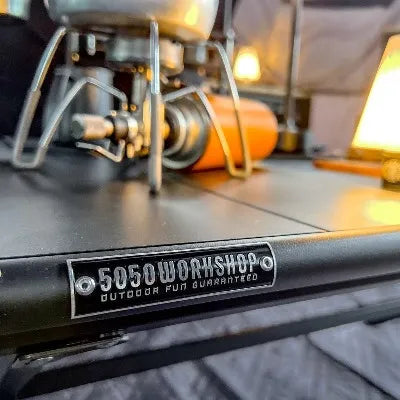 5050WORKSHOP
OUTDOOR FUN GUARANTEED